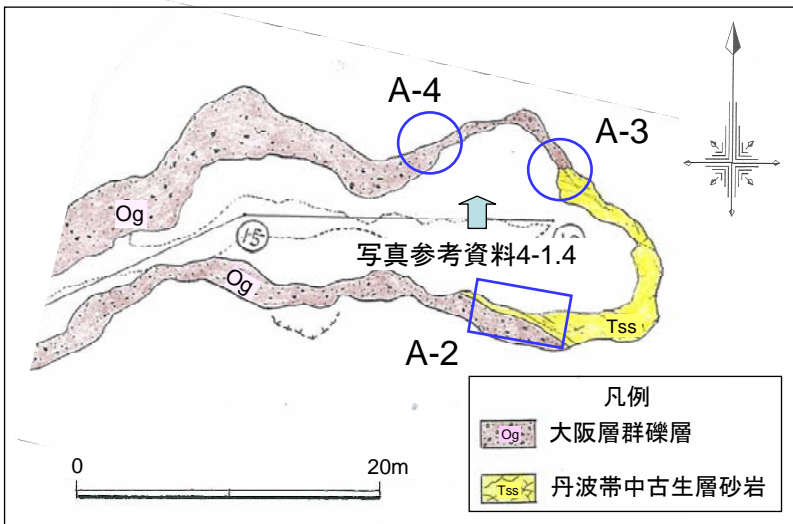 A-4
A-3
Og
15
写真参考資料4-1.4
Og
Tss
A-2
凡例
Og 大阪層群礫層
Tss 丹波帯中古生層砂岩
0 20m